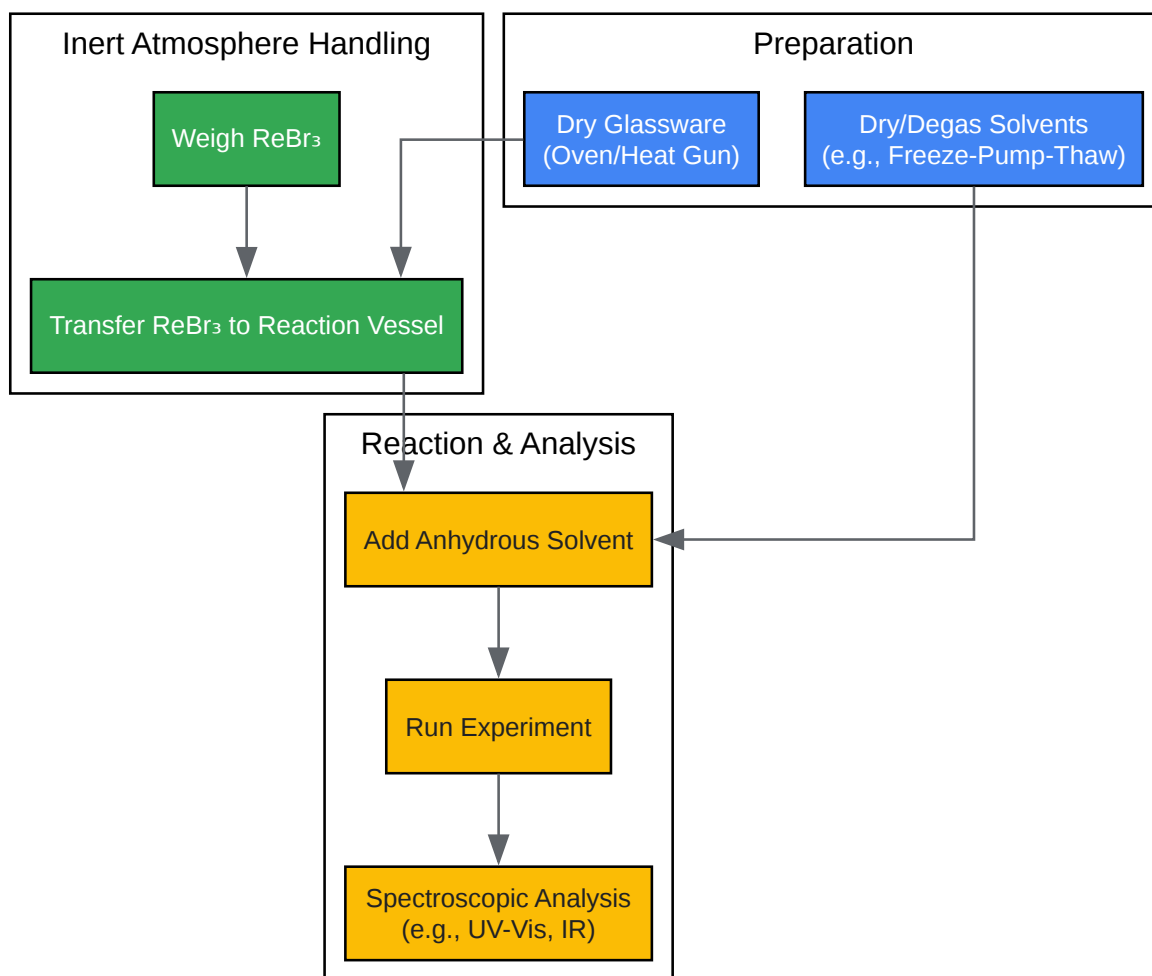 Inert Atmosphere Handling
Weigh ReBr₃
Transfer ReBr₃ to Reaction Vessel
Preparation
Dry Glassware
(Oven/Heat Gun)
Dry/Degas Solvents
(e.g., Freeze-Pump-Thaw)
Reaction & Analysis
Add Anhydrous Solvent
Run Experiment
Spectroscopic Analysis
(e.g., UV-Vis, IR)